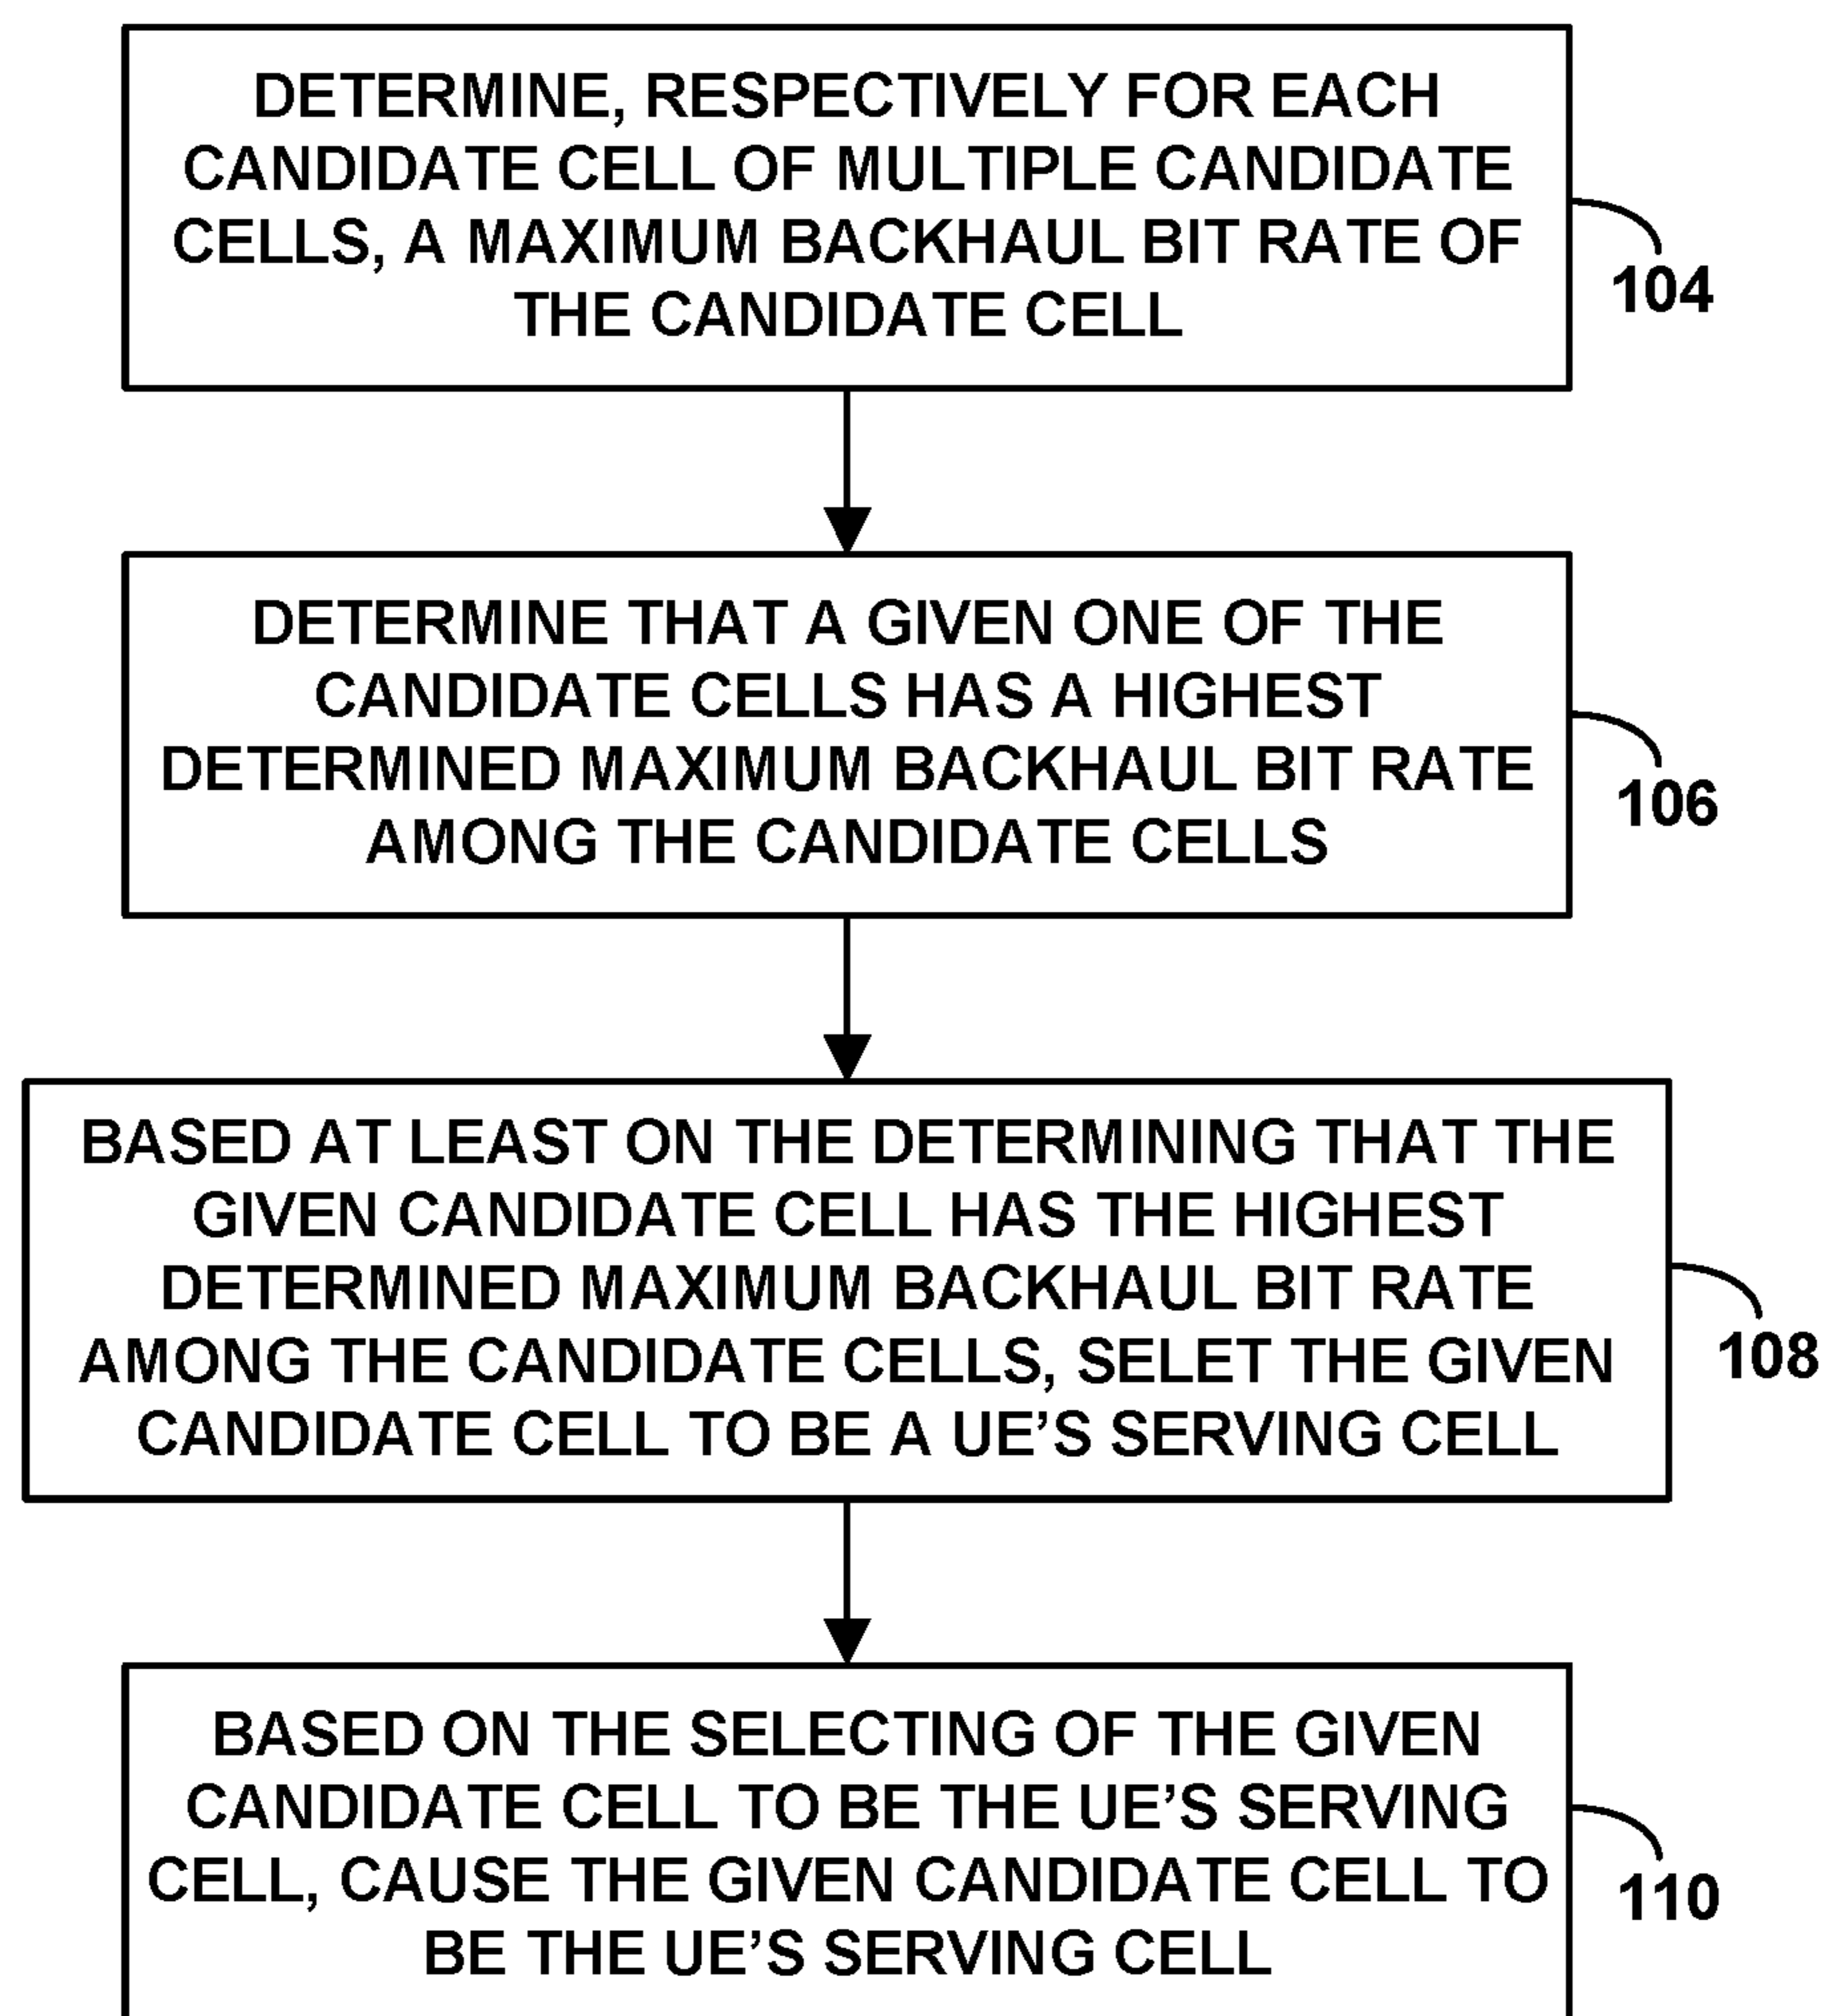 DETERMINE, RESPECTIVELY FOR EACH
CANDIDATE CELL OF MULTIPLE CANDIDATE
CELLS, A MAXIMUM BACKHAUL BIT RATE OF
THE CANDIDATE CELL
104
DETERMINE THAT A GIVEN ONE OF THE
CANDIDATE CELLS HAS A HIGHEST
DETERMINED MAXIMUM BACKHAUL BIT RATE
AMONG THE CANDIDATE CELLS
106
BASED AT LEAST ON THE DETERMINING THAT THE
GIVEN CANDIDATE CELL HAS THE HIGHEST
DETERMINED MAXIMUM BACKHAUL BIT RATE
AMONG THE CANDIDATE CELLS, SELET THE GIVEN
CANDIDATE CELL TO BE A UE’S SERVING CELL
108
BASED ON THE SELECTING OF THE GIVEN
CANDIDATE CELL TO BE THE UE’S SERVING
CELL, CAUSE THE GIVEN CANDIDATE CELL TO
BE THE UE’S SERVING CELL
110